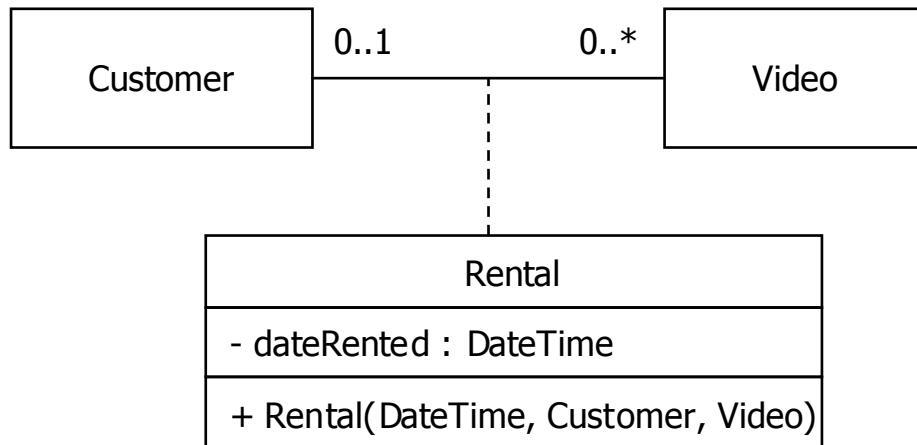 0..1 0..*
Customer Video
Rental
- dateRented : DateTime
+ Rental(DateTime, Customer, Video)